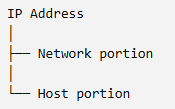 IP Address
│
├── Network portion
│
└── Host portion